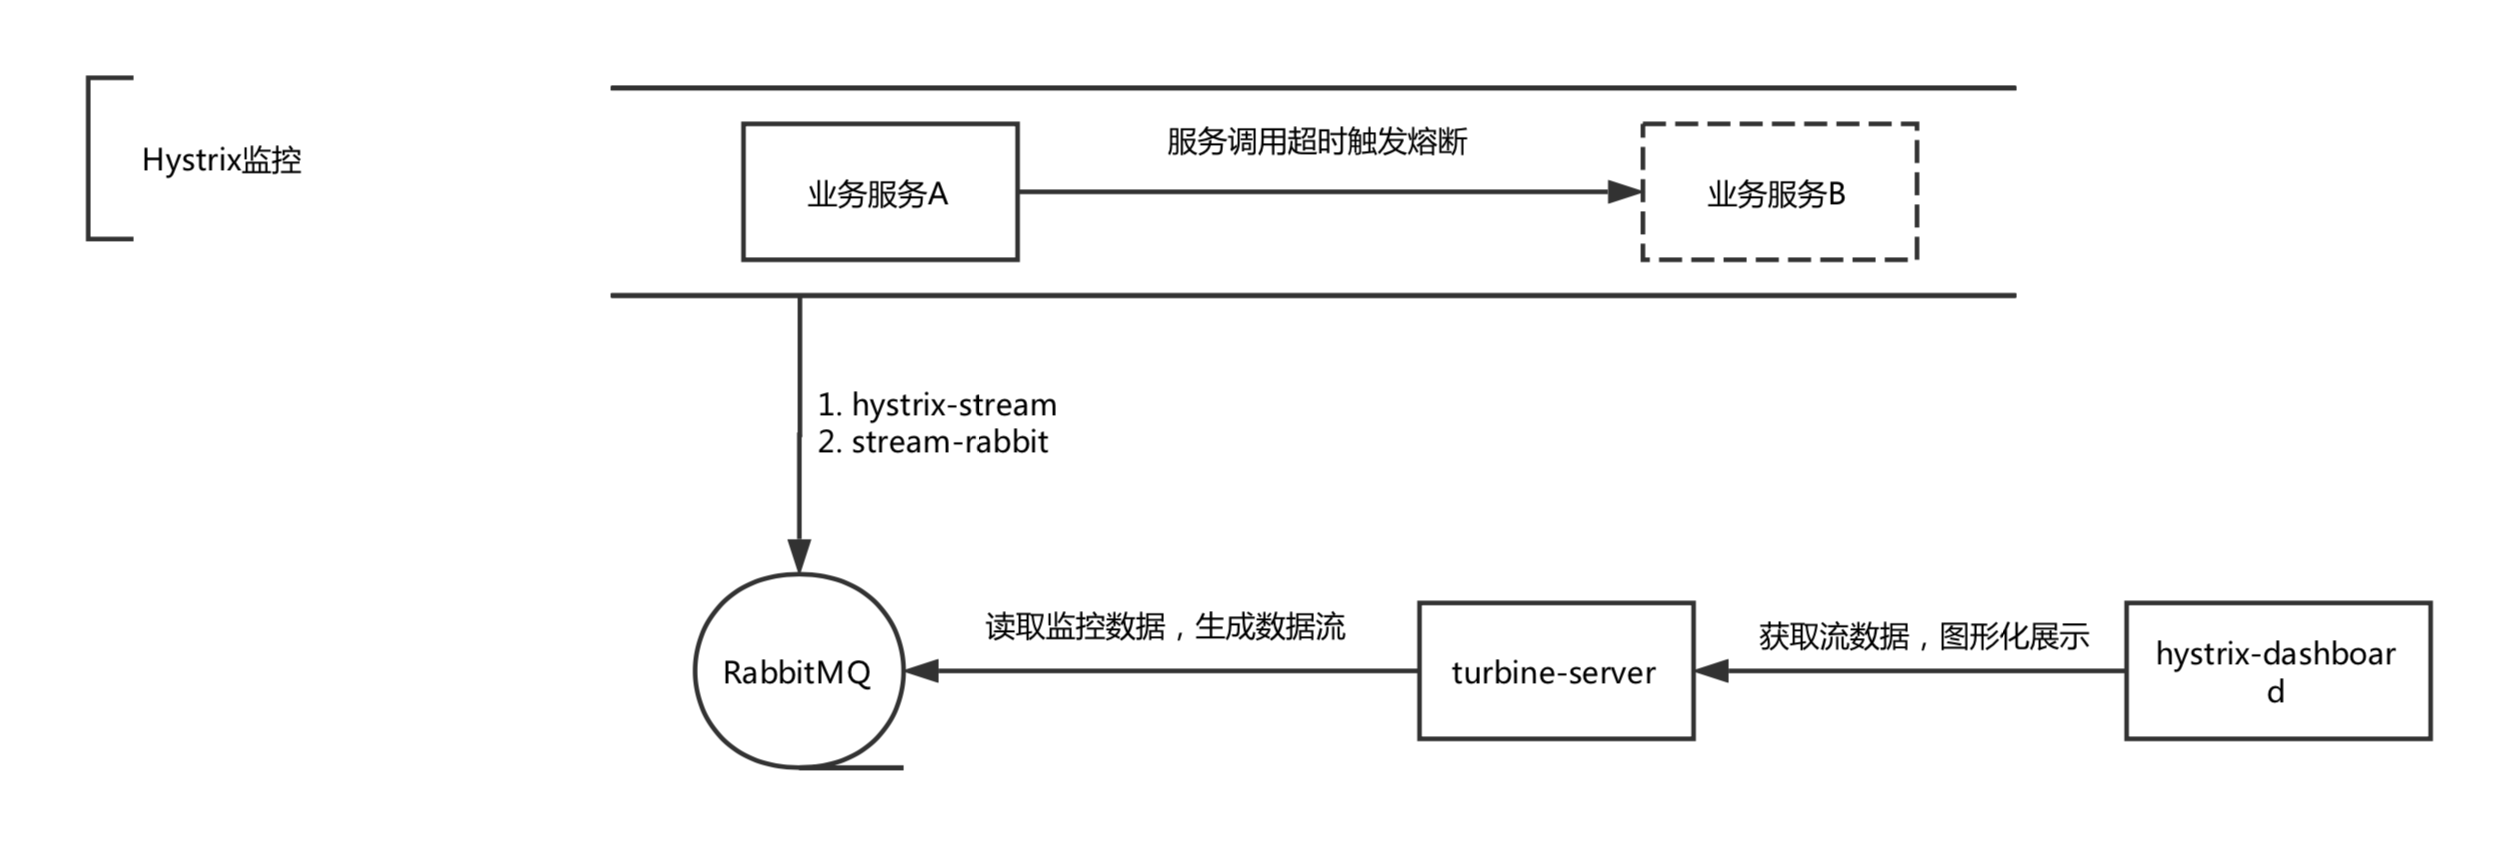 Hystrix监控
服务调用超时触发熔断
业务服务A
业务服务B
1. hystrix-stream
2. stream-rabbit
读取监控数据，生成数据流
获取流数据，图形化展示
RabbitMQ
turbine-server
hystrix-dashboar
d